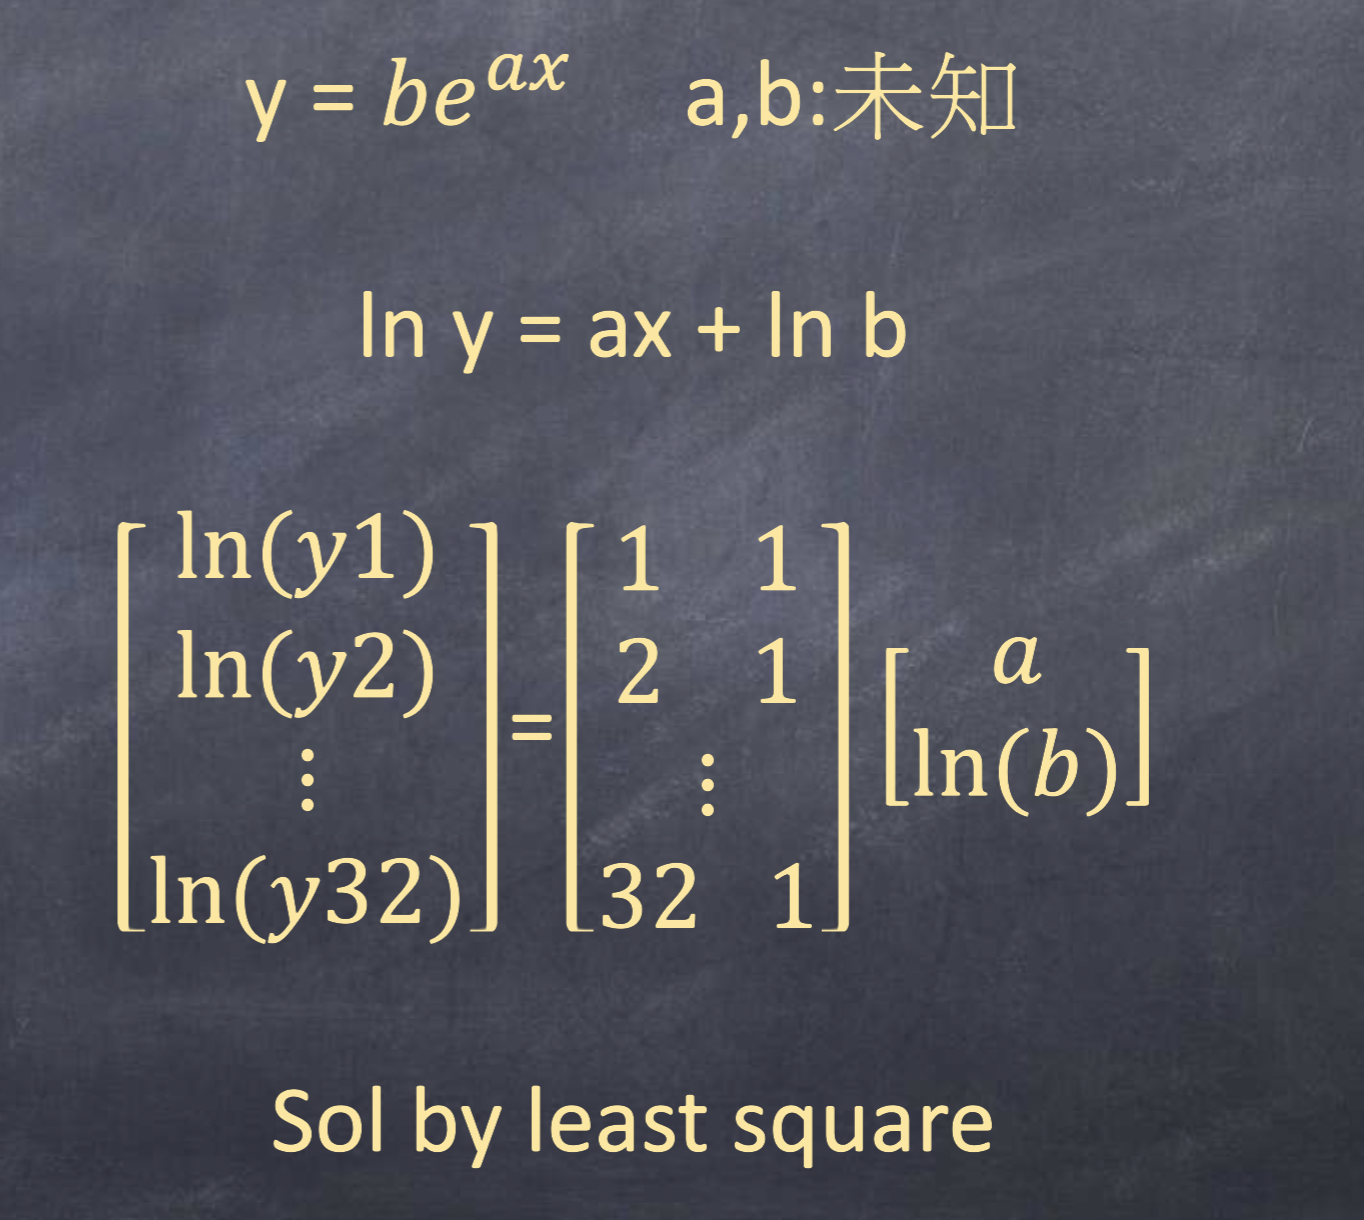 y = be^{ax} a,b:未知
ln y = ax + ln b
[ln(y1) ln(y2) ⋮ ln(y32)] = [1 1 2 1 ⋮ 32 1] [a ln(b)]
Sol by least square